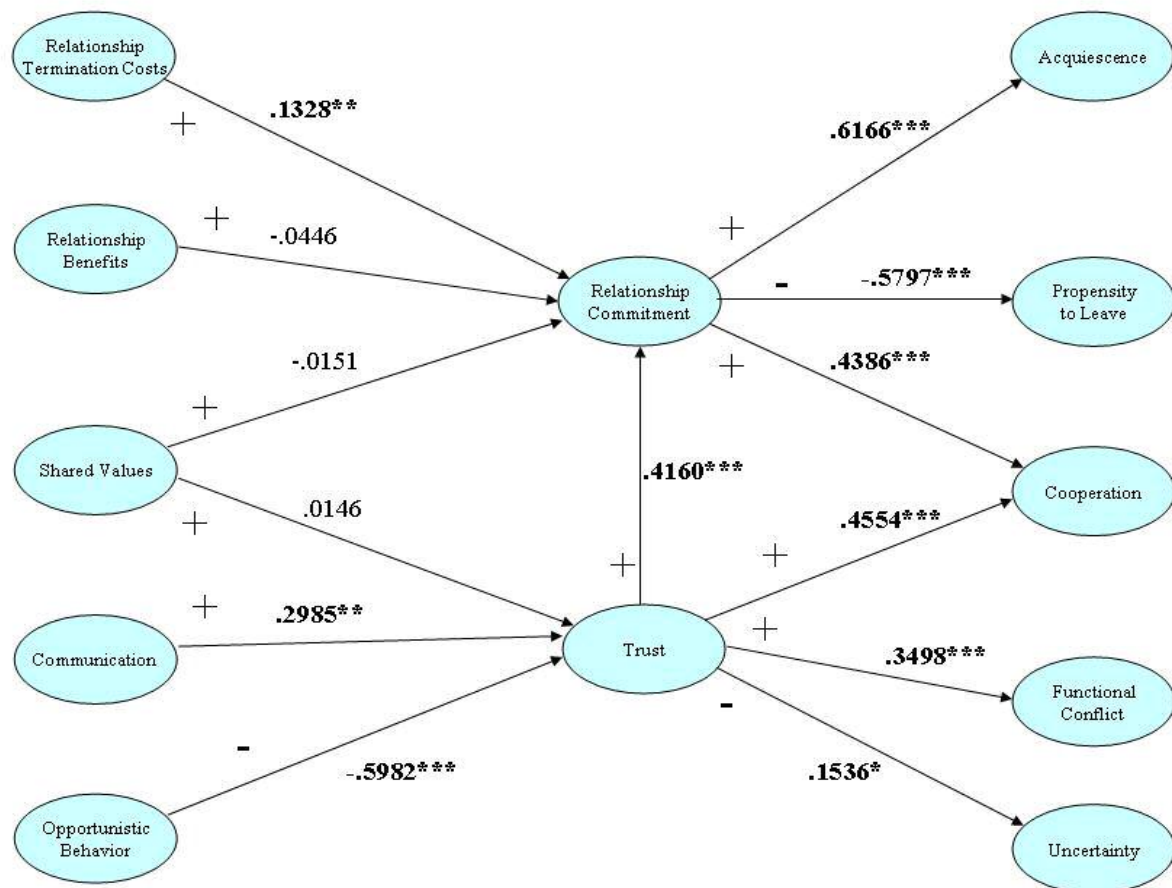 Relationship
Termination Costs
Acquiescence
.1328**
+
.6166***
Relationship
Benefits
+
-.0446
+
Relationship
Commitment
-
-.5797***
Propensity
to Leave
-.0151
+
+
.4386***
Shared Values
.4160***
Cooperation
+
.0146
.4554***
+
+
Communication
+
.2985**
Trust
+
.3498***
Functional
Conflict
-
-
-.5982***
.1536*
Opportunistic
Behavior
Uncertainty